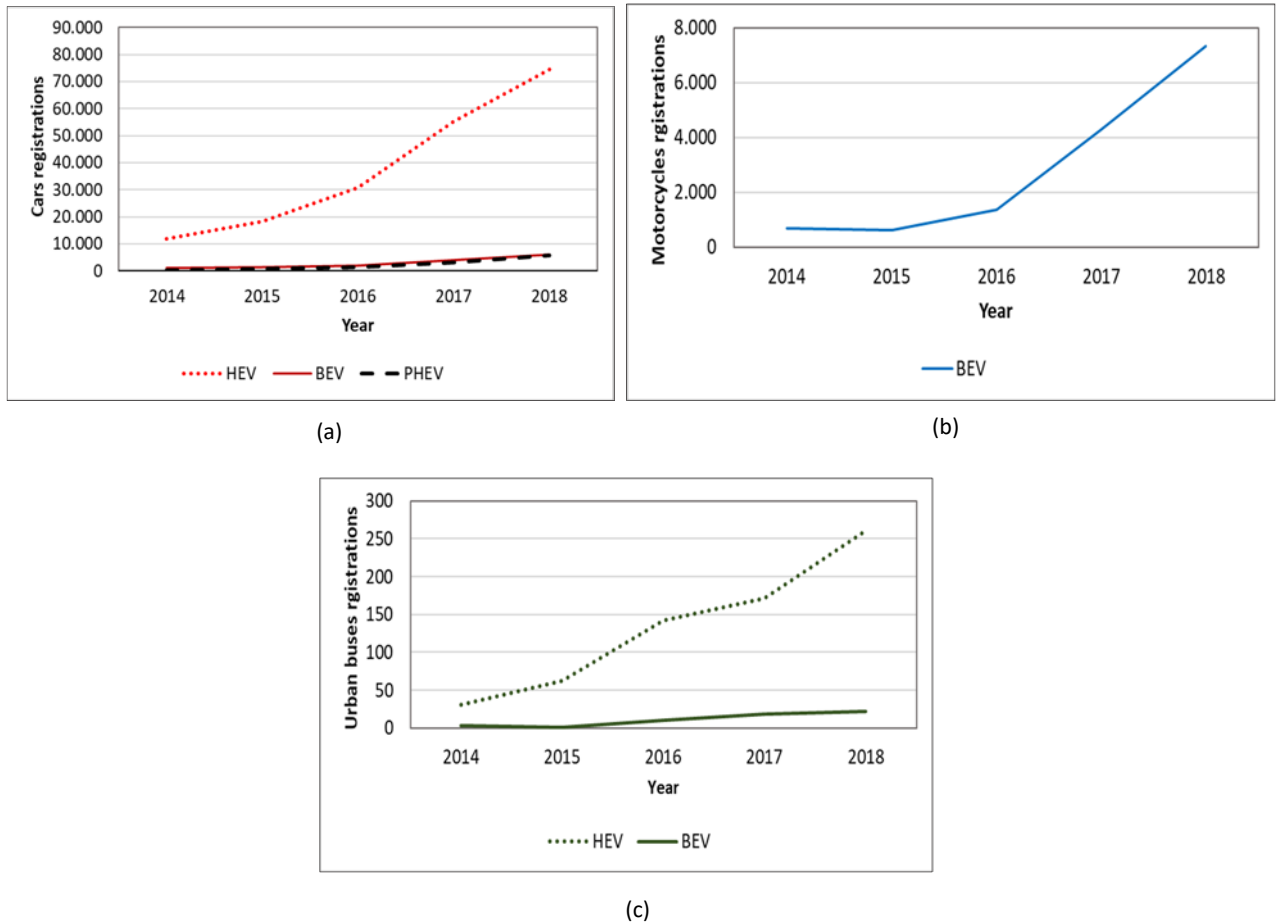 90.000
80.000
70.000
60.000
50.000
40.000
30.000
20.000
10.000
0
Cars registrations
2014 2015 2016 2017 2018
Year
HEV BEV PHEV
(a)
8.000
6.000
4.000
2.000
0
Motorcycles rgistrations
2014 2015 2016 2017 2018
Year
BEV
(b)
300
250
200
150
100
50
0
Urban buses rgistrations
2014 2015 2016 2017 2018
Year
HEV BEV
(c)